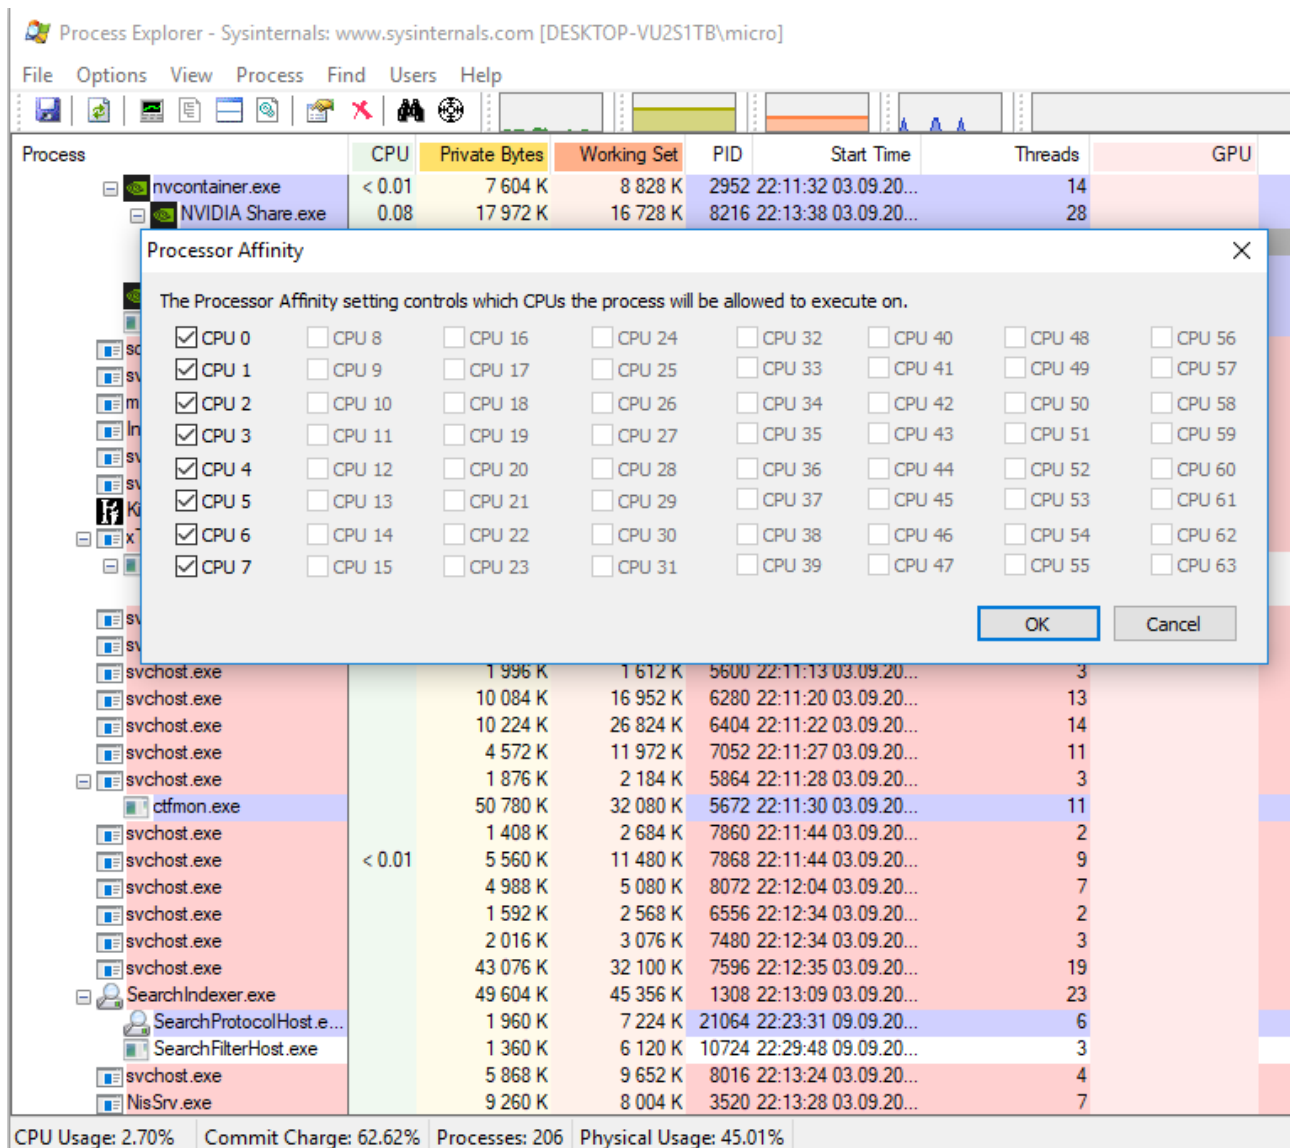 Process Explorer - Sysinternals: www.sysinternals.com [DESKTOP-VU2S1TB\micro]
File Options View Process Find Users Help
Process CPU Private Bytes Working Set PID Start Time Threads GPU
nvcontainer.exe < 0.01 7 604 K 8 828 K 2952 22:11:32 03.09.20... 14
NVIDIA Share.exe 0.08 17 972 K 16 728 K 8216 22:13:38 03.09.20... 28
Processor Affinity
The Processor Affinity setting controls which CPUs the process will be allowed to execute on.
CPU 0 CPU 8 CPU 16 CPU 24 CPU 32 CPU 40 CPU 48 CPU 56
CPU 1 CPU 9 CPU 17 CPU 25 CPU 33 CPU 41 CPU 49 CPU 57
CPU 2 CPU 10 CPU 18 CPU 26 CPU 34 CPU 42 CPU 50 CPU 58
CPU 3 CPU 11 CPU 19 CPU 27 CPU 35 CPU 43 CPU 51 CPU 59
CPU 4 CPU 12 CPU 20 CPU 28 CPU 36 CPU 44 CPU 52 CPU 60
CPU 5 CPU 13 CPU 21 CPU 29 CPU 37 CPU 45 CPU 53 CPU 61
CPU 6 CPU 14 CPU 22 CPU 30 CPU 38 CPU 46 CPU 54 CPU 62
CPU 7 CPU 15 CPU 23 CPU 31 CPU 39 CPU 47 CPU 55 CPU 63
OK Cancel
svchost.exe 1 996 K 1 612 K 5600 22:11:13 03.09.20... 3
svchost.exe 10 084 K 16 952 K 6280 22:11:20 03.09.20... 13
svchost.exe 10 224 K 26 824 K 6404 22:11:22 03.09.20... 14
svchost.exe 4 572 K 11 972 K 7052 22:11:27 03.09.20... 11
svchost.exe 1 876 K 2 184 K 5864 22:11:28 03.09.20... 3
ctfmon.exe 50 780 K 32 080 K 5672 22:11:30 03.09.20... 11
svchost.exe 1 408 K 2 684 K 7860 22:11:44 03.09.20... 2
svchost.exe < 0.01 5 560 K 11 480 K 7868 22:11:44 03.09.20... 9
svchost.exe 4 988 K 5 080 K 8072 22:12:04 03.09.20... 7
svchost.exe 1 592 K 2 568 K 6556 22:12:34 03.09.20... 2
svchost.exe 2 016 K 3 076 K 7480 22:12:34 03.09.20... 3
svchost.exe 43 076 K 32 100 K 7596 22:12:35 03.09.20... 19
SearchIndexer.exe 49 604 K 45 356 K 1308 22:13:09 03.09.20... 23
SearchProtocolHost.e... 1 960 K 7 224 K 21064 22:23:31 09.09.20... 6
SearchFilterHost.exe 1 360 K 6 120 K 10724 22:29:48 09.09.20... 3
svchost.exe 5 868 K 9 652 K 8016 22:13:24 03.09.20... 4
NisSrv.exe 9 260 K 8 004 K 3520 22:13:28 03.09.20... 7
CPU Usage: 2.70% Commit Charge: 62.62% Processes: 206 Physical Usage: 45.01%